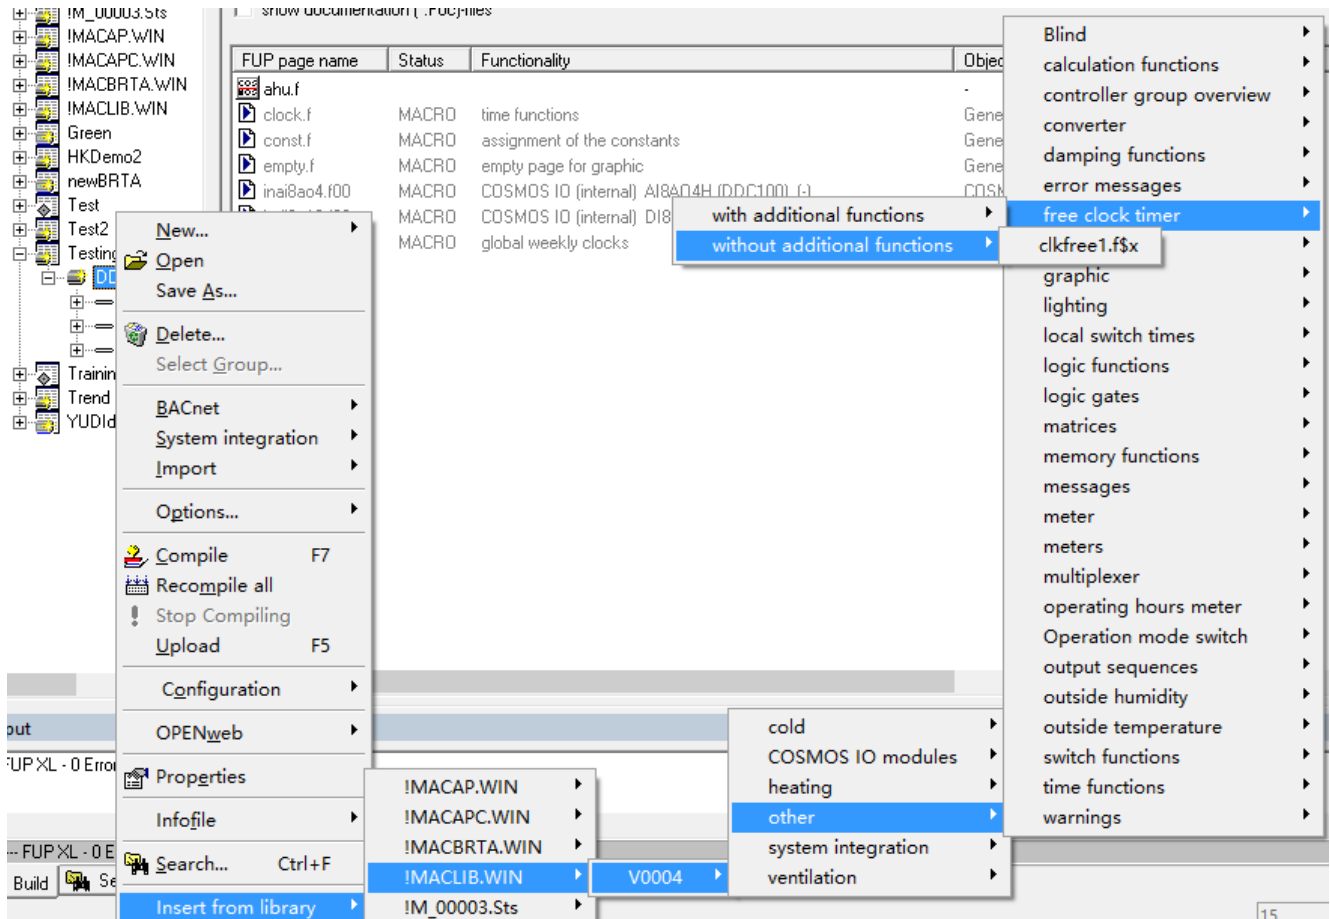 !M_00003.Sts
!MACAP.WIN
!MACAPC.WIN
!MACBRTA.WIN
!MACLIB.WIN
Green
HKDemo2
newBRTA
Test
Test2
Testing
DD
Trainin
Trend
YUDId
show documentation ( .Foc)-files
FUP page name Status Functionality Objec
ahu.f -
clock.f MACRO time functions Gene
const.f MACRO assignment of the constants Gene
empty.f MACRO empty page for graphic Gene
inai8ao4.f00 MACRO COSMOS IO (internal) AI8AO4H (DDC100) (-) COSM
MACRO COSMOS IO (internal) DI8
MACRO global weekly clocks
New...
Open
Save As...
Delete...
Select Group...
BACnet
System integration
Import
Options...
Compile F7
Recompile all
Stop Compiling
Upload F5
Configuration
OPENweb
Properties
Infofile
Search... Ctrl+F
Insert from library
!MACAP.WIN
!MACAPC.WIN
!MACBRTA.WIN
!MACLIB.WIN
!M_00003.Sts
V0004
cold
COSMOS IO modules
heating
other
system integration
ventilation
Blind
calculation functions
controller group overview
converter
damping functions
error messages
free clock timer
graphic
lighting
local switch times
logic functions
logic gates
matrices
memory functions
messages
meter
meters
multiplexer
operating hours meter
Operation mode switch
output sequences
outside humidity
outside temperature
switch functions
time functions
warnings
with additional functions
without additional functions
clkfree1.f$x
put
FUP XL - 0 Error
--- FUP XL - 0 E
Build Se
15